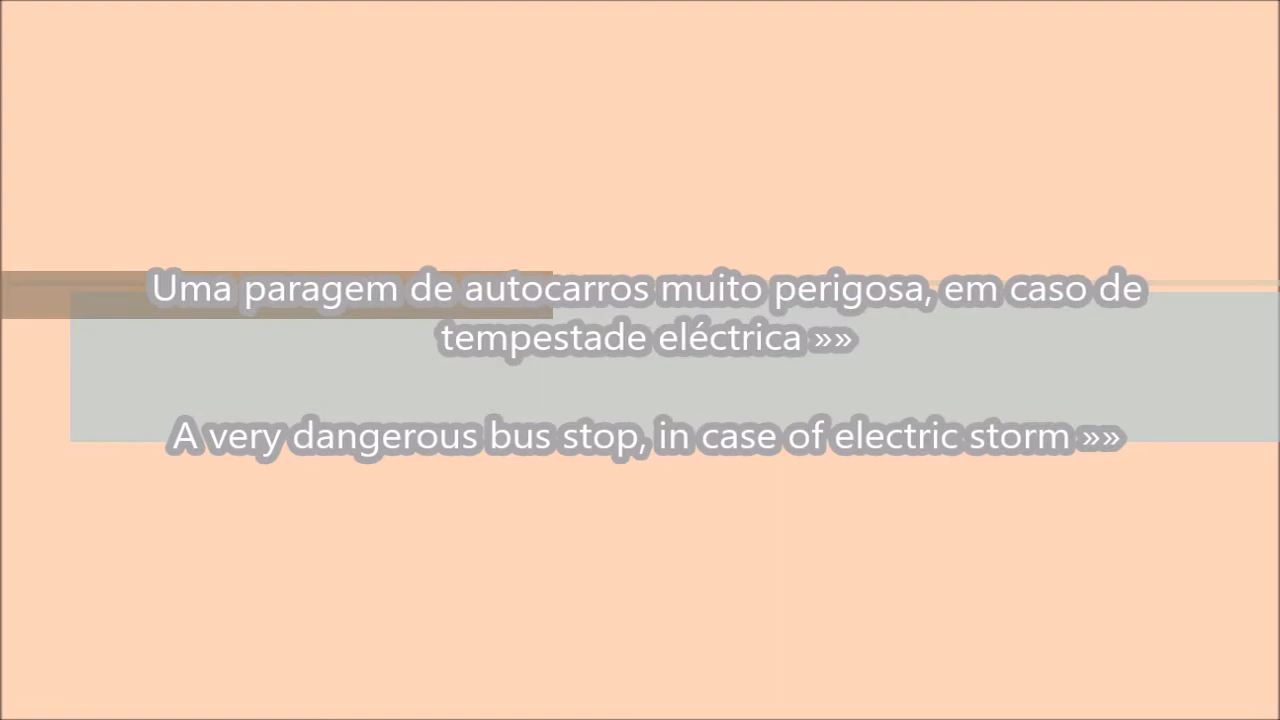 Uma paragem de autocarros muito perigosa, em caso de
tempestade eléctrica »»
A very dangerous bus stop, in case of electric storm »»